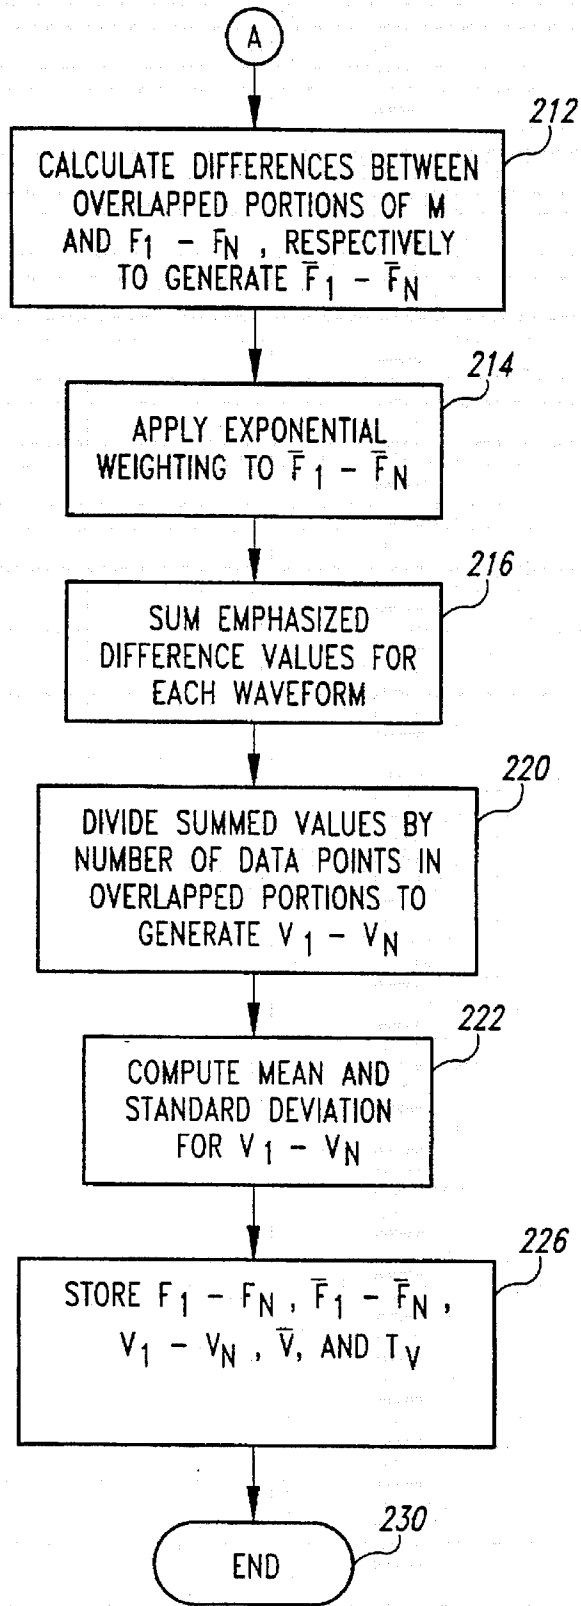 A
212
CALCULATE DIFFERENCES BETWEEN
OVERLAPPED PORTIONS OF M
AND F₁ - F̄N , RESPECTIVELY
TO GENERATE F̄₁ - F̄N
214
APPLY EXPONENTIAL
WEIGHTING TO F̄₁ - F̄N
216
SUM EMPHASIZED
DIFFERENCE VALUES FOR
EACH WAVEFORM
220
DIVIDE SUMMED VALUES BY
NUMBER OF DATA POINTS IN
OVERLAPPED PORTIONS TO
GENERATE V₁ - VN
222
COMPUTE MEAN AND
STANDARD DEVIATION
FOR V₁ - VN
226
STORE F₁ - FN , F̄₁ - F̄N ,
V₁ - VN , V̄, AND TV
230
END